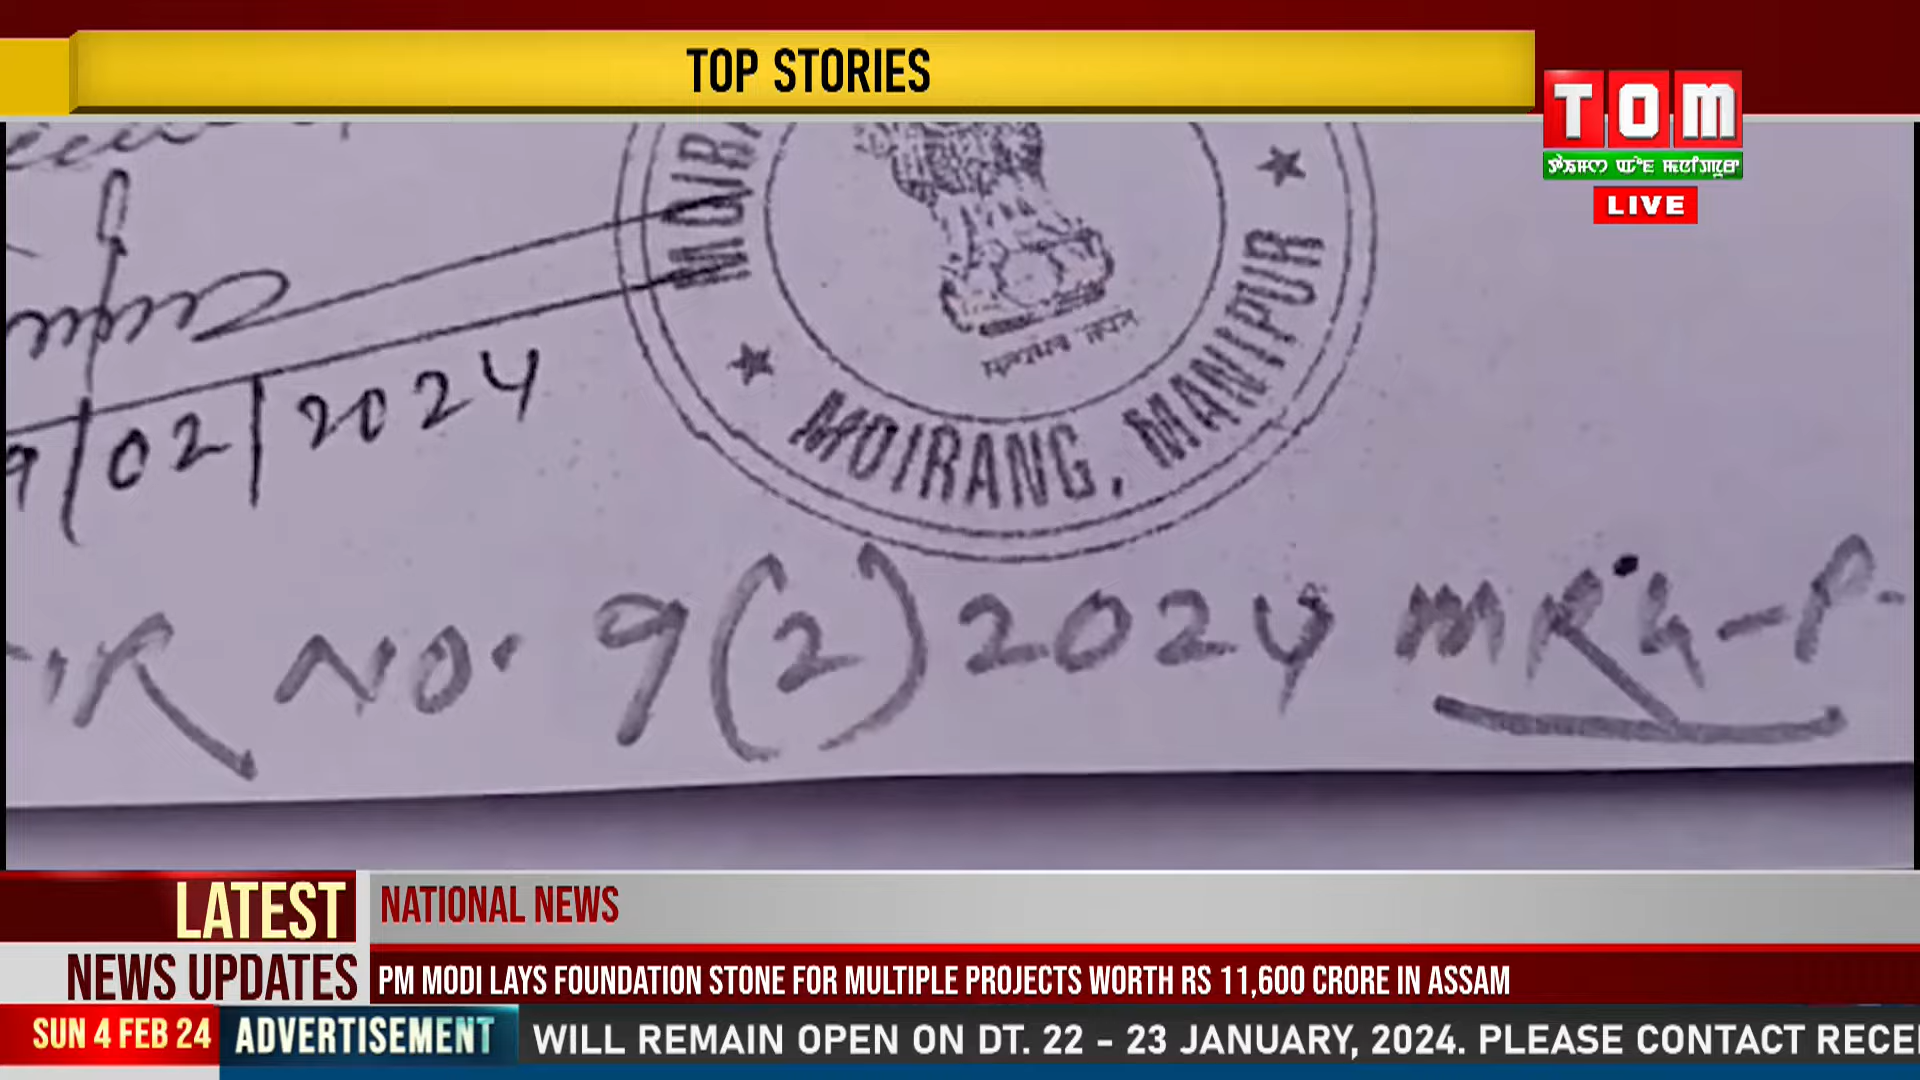 TOP STORIES
TOM
LIVE
MOIRANG, MANIPUR
/02/2024
R NO. 9(2)2024 MRG-P.
LATEST
NEWS UPDATES
NATIONAL NEWS
PM MODI LAYS FOUNDATION STONE FOR MULTIPLE PROJECTS WORTH RS 11,600 CRORE IN ASSAM
SUN 4 FEB 24
ADVERTISEMENT
WILL REMAIN OPEN ON DT. 22 – 23 JANUARY, 2024. PLEASE CONTACT RECE